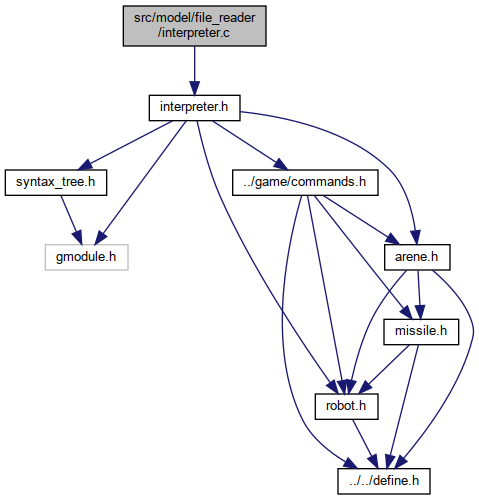 src/model/file_reader
/interpreter.c
interpreter.h
syntax_tree.h
../game/commands.h
gmodule.h
arene.h
missile.h
robot.h
../../define.h